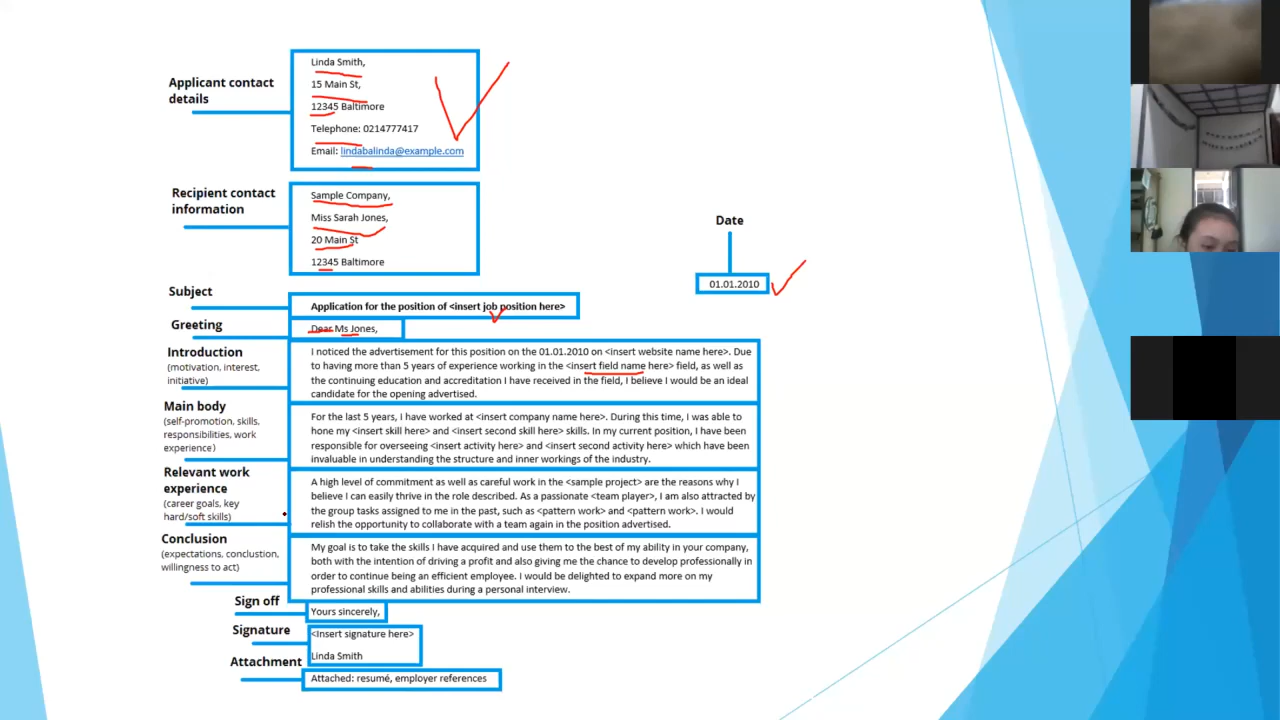 Applicant contact
details
Linda Smith,
15 Main St,
12345 Baltimore
Telephone: 0214777417
Email: lindabalinda@example.com
Recipient contact
information
Sample Company,
Miss Sarah Jones,
20 Main St
12345 Baltimore
Date
01.01.2010
Subject
Application for the position of <insert job position here>
Greeting
Dear Ms Jones,
Introduction
(motivation, interest,
initiative)
I noticed the advertisement for this position on the 01.01.2010 on <insert website name here>. Due
to having more than 5 years of experience working in the <insert field name here> field, as well as
the continuing education and accreditation I have received in the field, I believe I would be an ideal
candidate for the opening advertised.
Main body
(self-promotion, skills,
responsibilities, work
experience)
For the last 5 years, I have worked at <insert company name here>. During this time, I was able to
hone my <insert skill here> and <insert second skill here> skills. In my current position, I have been
responsible for overseeing <insert activity here> and <insert second activity here> which have been
invaluable in understanding the structure and inner workings of the industry.
Relevant work
experience
(career goals, key
hard/soft skills)
A high level of commitment as well as careful work in the <sample project> are the reasons why I
believe I can easily thrive in the role described. As a passionate <team player>, I am also attracted by
the group tasks assigned to me in the past, such as <pattern work> and <pattern work>. I would
relish the opportunity to collaborate with a team again in the position advertised.
Conclusion
(expectations, conclusion,
willingness to act)
My goal is to take the skills I have acquired and use them to the best of my ability in your company,
both with the intention of driving a profit and also giving me the chance to develop professionally in
order to continue being an efficient employee. I would be delighted to expand more on my
professional skills and abilities during a personal interview.
Sign off
Yours sincerely,
Signature
<Insert signature here>
Linda Smith
Attachment
Attached: resumé, employer references